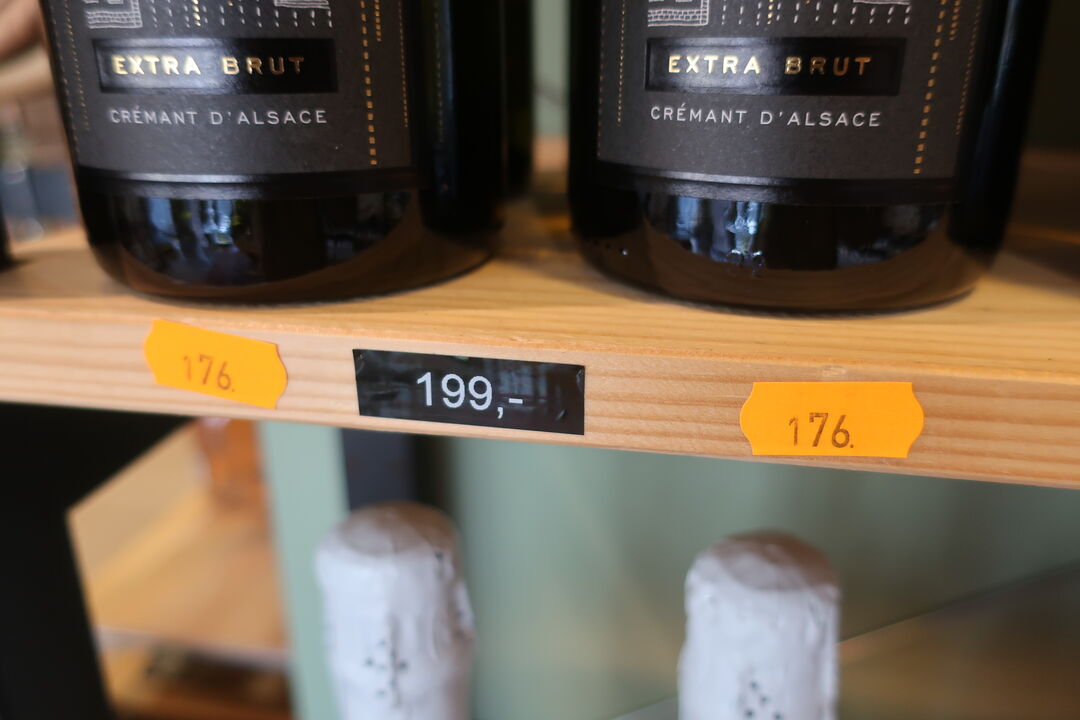 EXTRA BRUT
CRÉMANT D'ALSACE
EXTRA BRUT
CRÉMANT D'ALSACE
176.
199,-
176.